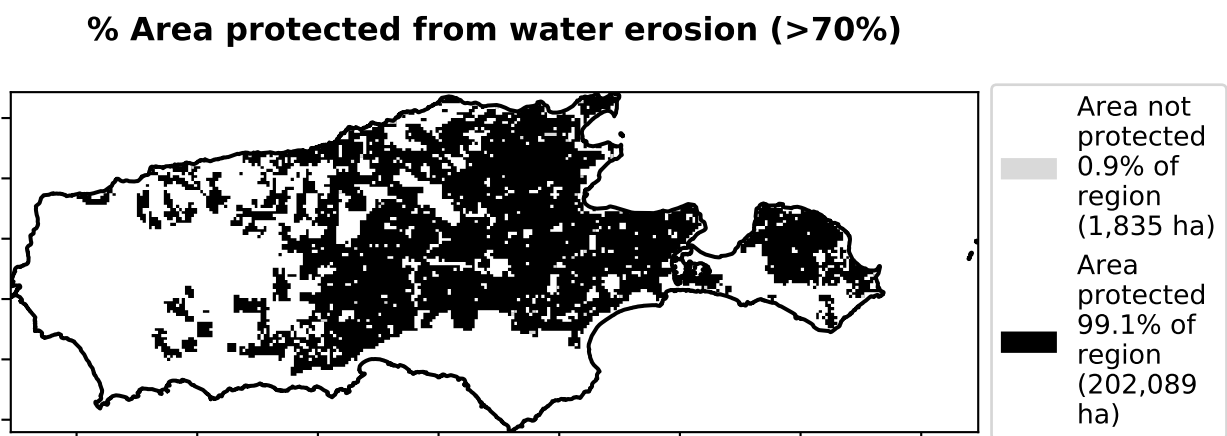 % Area protected from water erosion (>70%)
Area not
protected
0.9% of
region
(1,835 ha)
Area
protected
99.1% of
region
(202,089
ha)